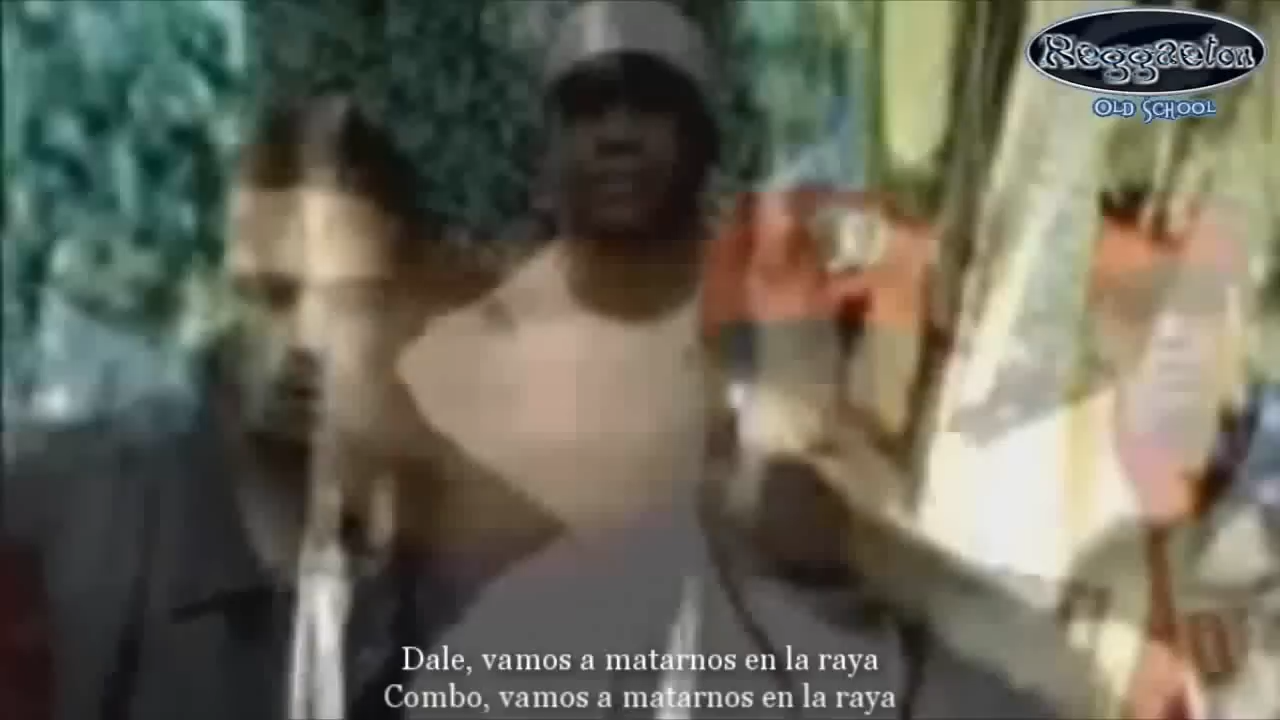 Reggaeton
Old School
Dale, vamos a matarnos en la raya
Combo, vamos a matarnos en la raya